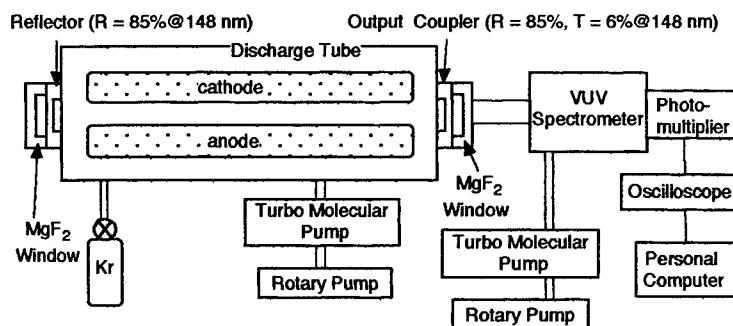 Reflector (R = 85%@148 nm)
Output Coupler (R = 85%, T = 6%@148 nm)
Discharge Tube
cathode
anode
VUV
Spectrometer
Photo-
multiplier
MgF2
Window
MgF2
Window
Kr
Turbo Molecular
Pump
Rotary Pump
Turbo Molecular
Pump
Rotary Pump
Oscilloscope
Personal
Computer